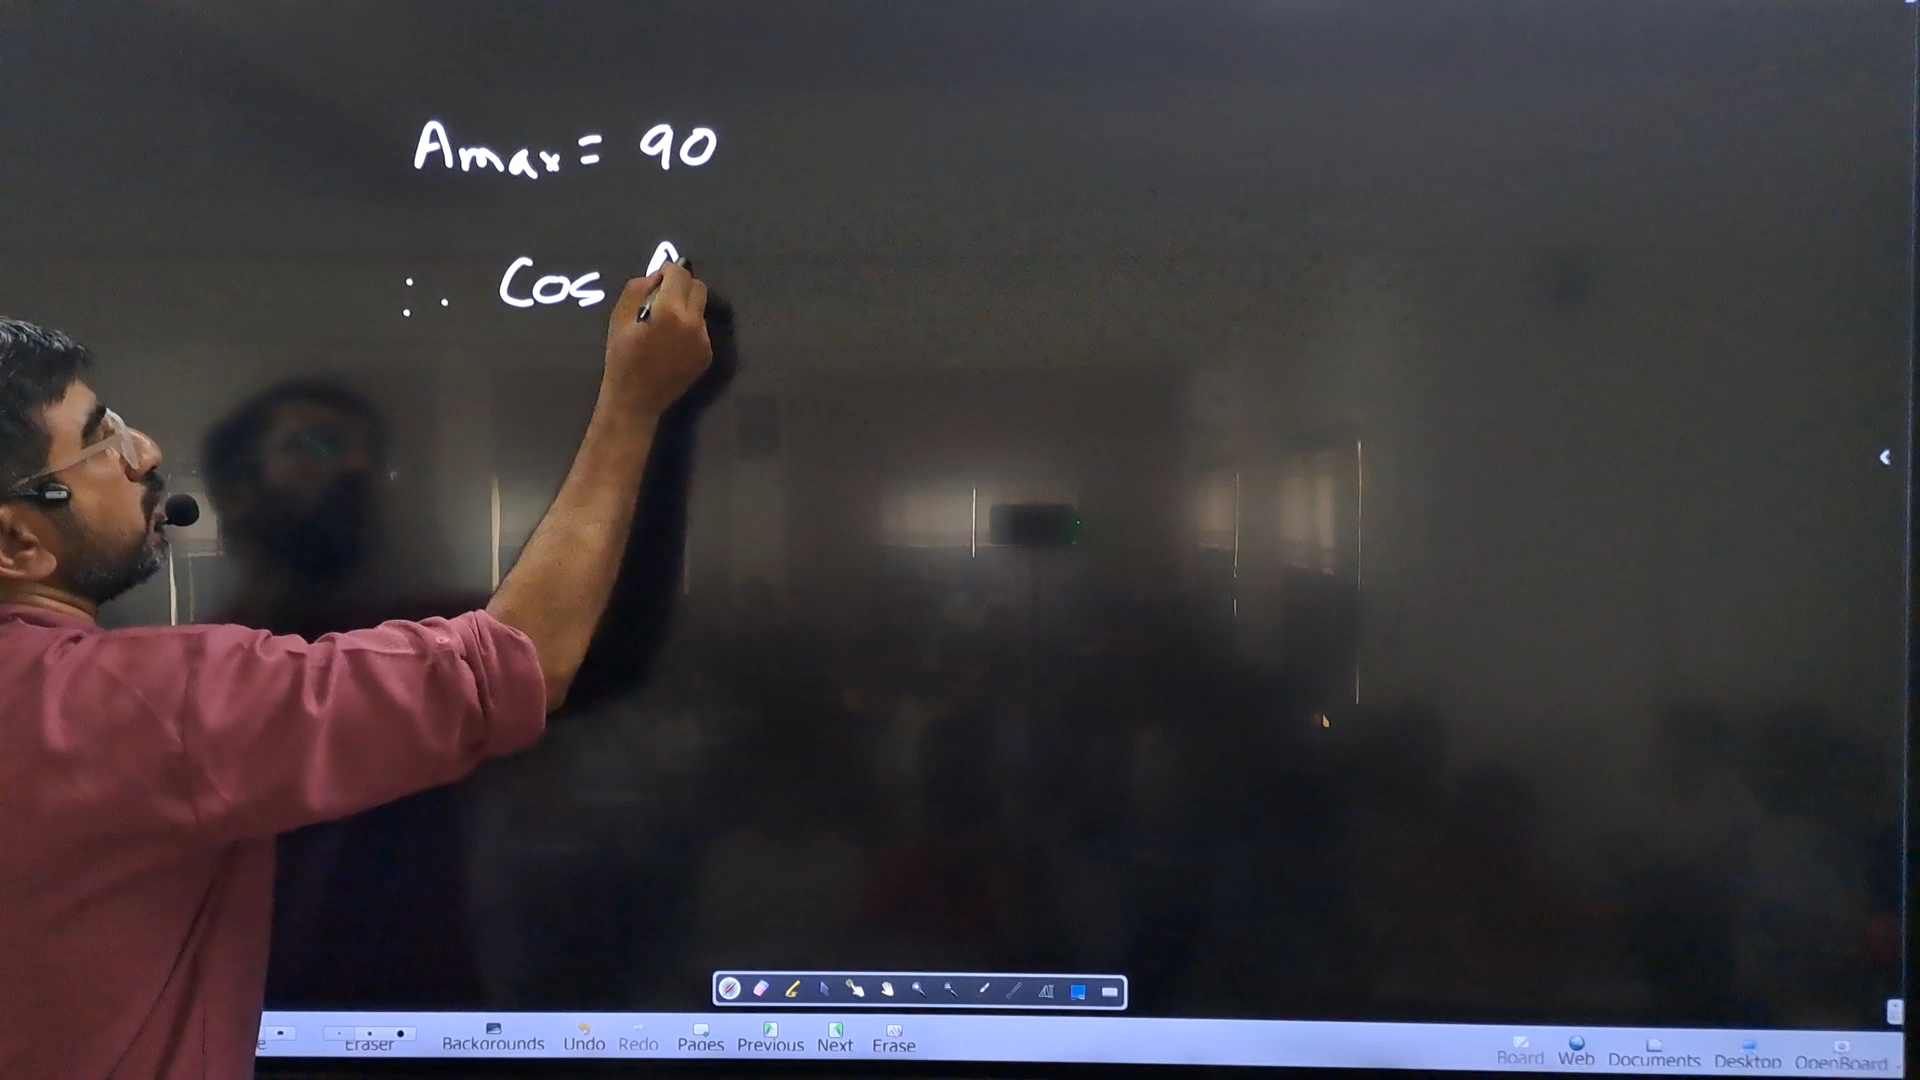 Amax = 90
∴ Cos A
Eraser Backgrounds Undo Redo Pages Previous Next Erase Board Web Documents Desktop OpenBoard